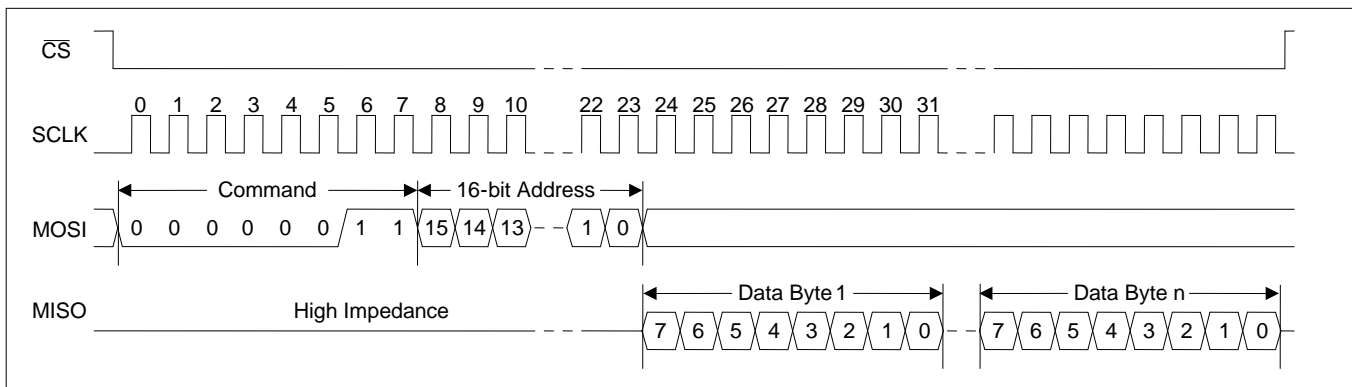 CS
0 1 2 3 4 5 6 7 8 9 10 22 23 24 25 26 27 28 29 30 31
SCLK
Command 16-bit Address
MOSI 0 0 0 0 0 0 1 1 15 14 13 1 0
Data Byte 1 Data Byte n
MISO High Impedance
7 6 5 4 3 2 1 0 7 6 5 4 3 2 1 0